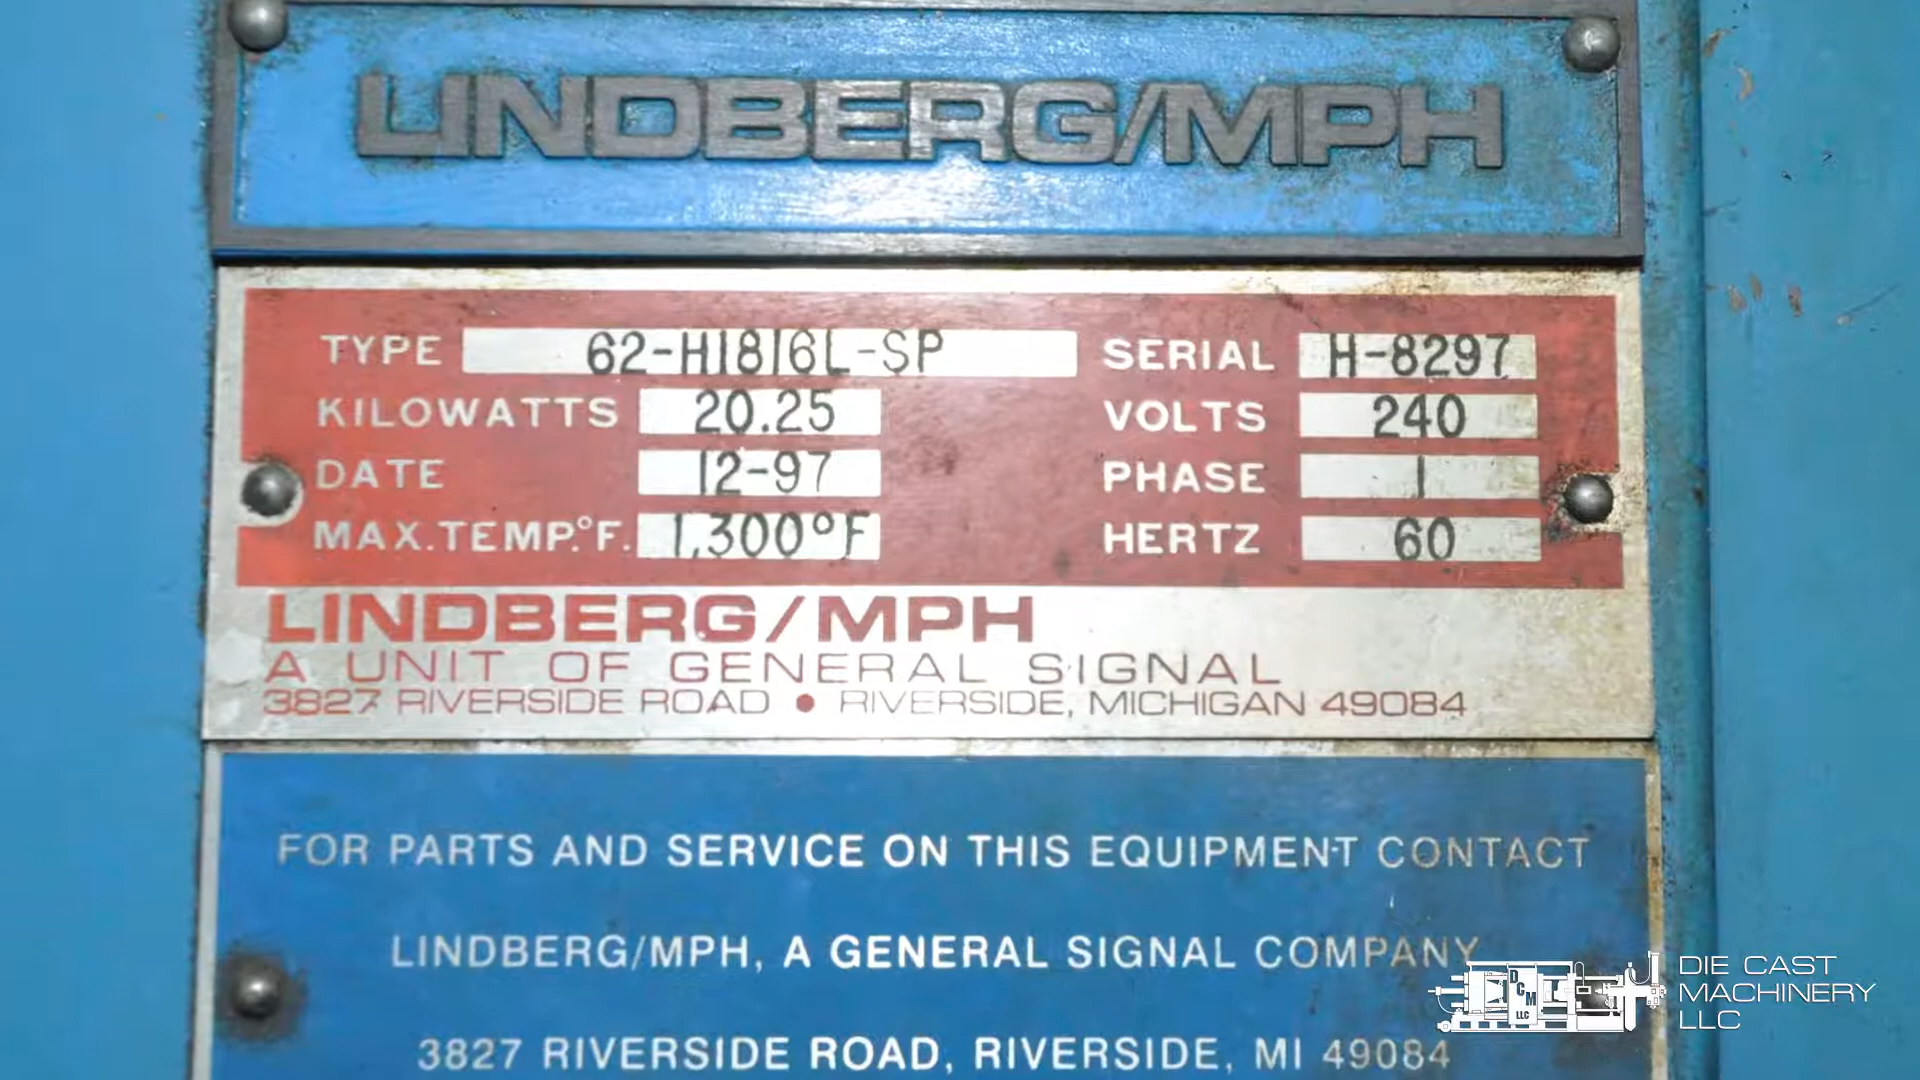 LINDBERG/MPH
TYPE 62-H1816L-SP SERIAL H-8297
KILOWATTS 20.25 VOLTS 240
DATE 12-97 PHASE 1
MAX.TEMP.°F. 1,300°F HERTZ 60
LINDBERG/MPH
A UNIT OF GENERAL SIGNAL
3827 RIVERSIDE ROAD • RIVERSIDE, MICHIGAN 49084
FOR PARTS AND SERVICE ON THIS EQUIPMENT CONTACT
LINDBERG/MPH, A GENERAL SIGNAL COMPANY
3827 RIVERSIDE ROAD, RIVERSIDE, MI 49084
DCM
LLC
DIE CAST
MACHINERY
LLC